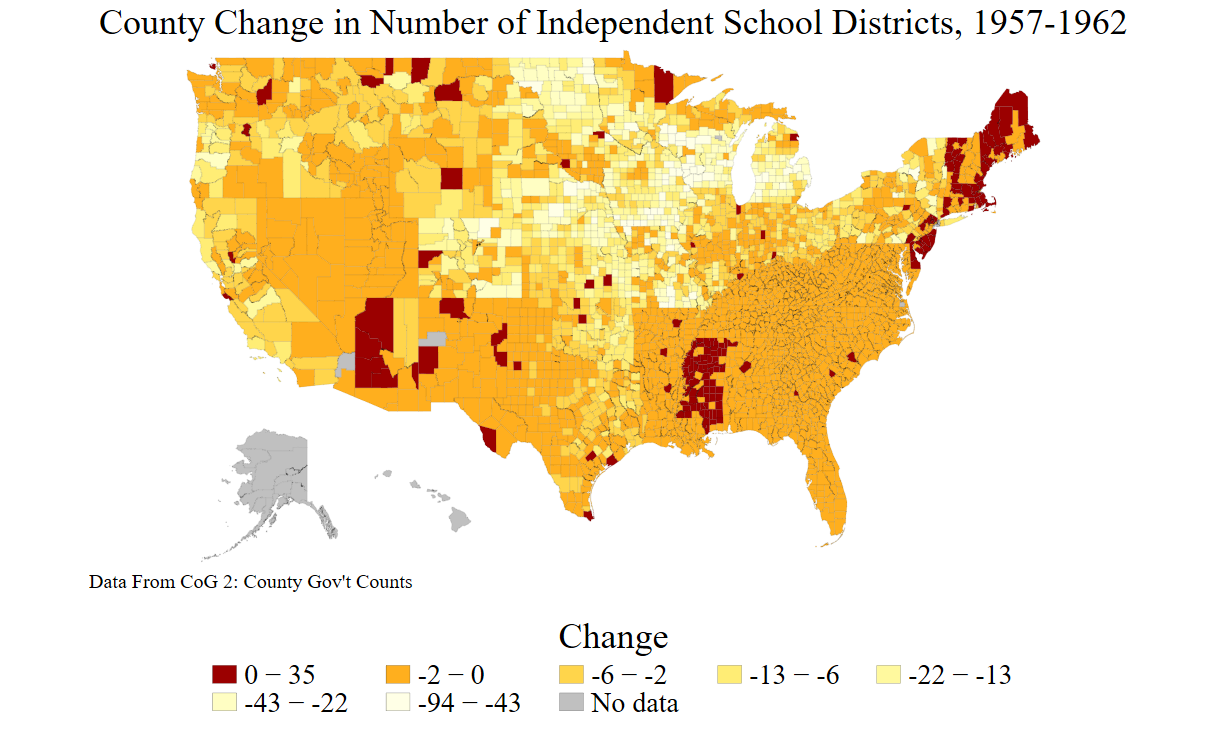 County Change in Number of Independent School Districts, 1957-1962
Data From CoG 2: County Gov't Counts
Change
0 − 35 -2 − 0 -6 − -2 -13 − -6 -22 − -13
-43 − -22 -94 − -43 No data